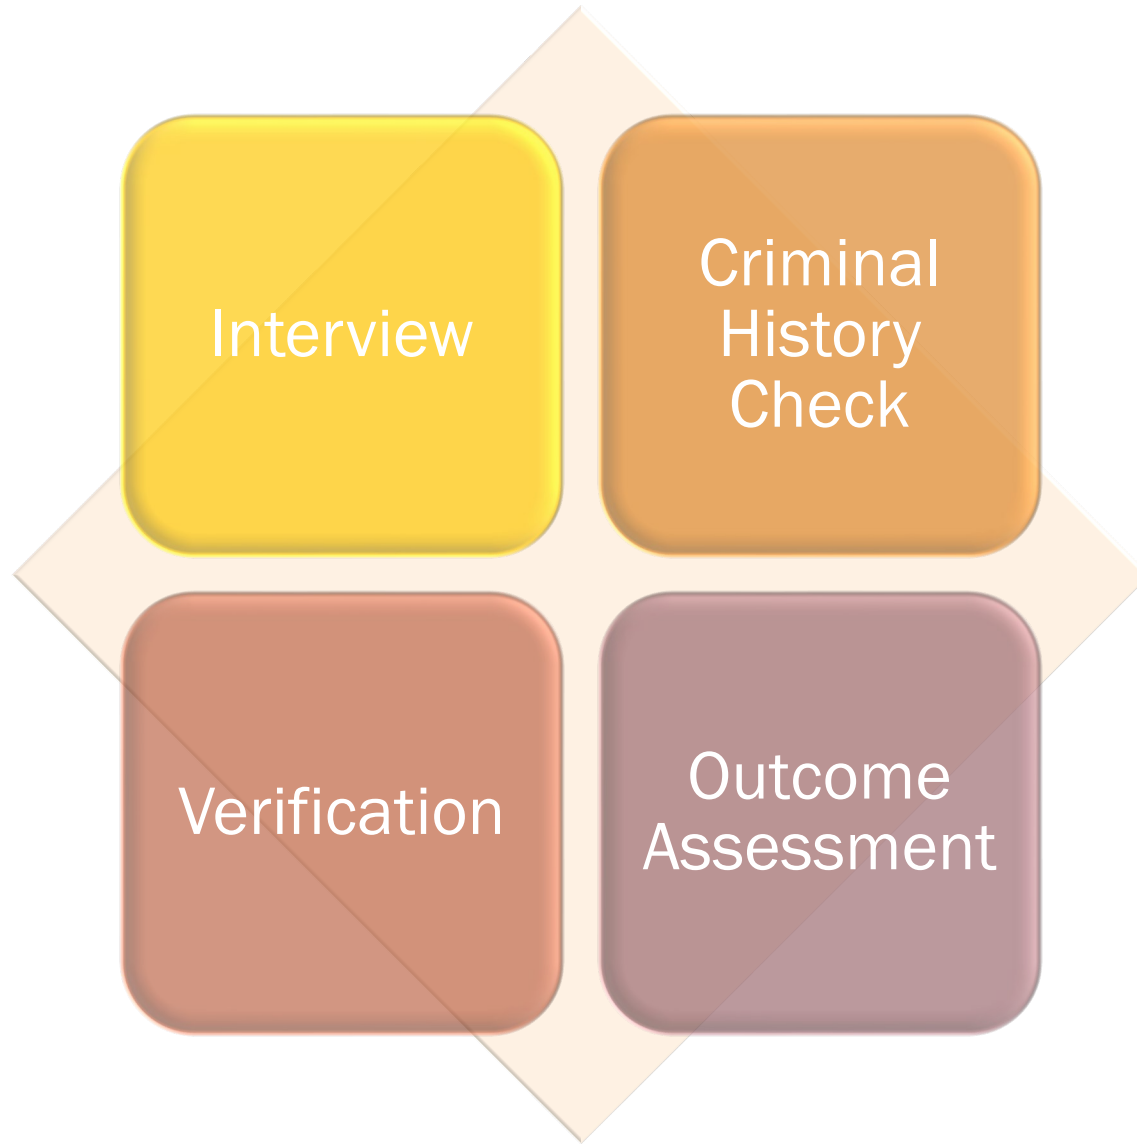 Interview
Criminal
History
Check
Verification
Outcome
Assessment